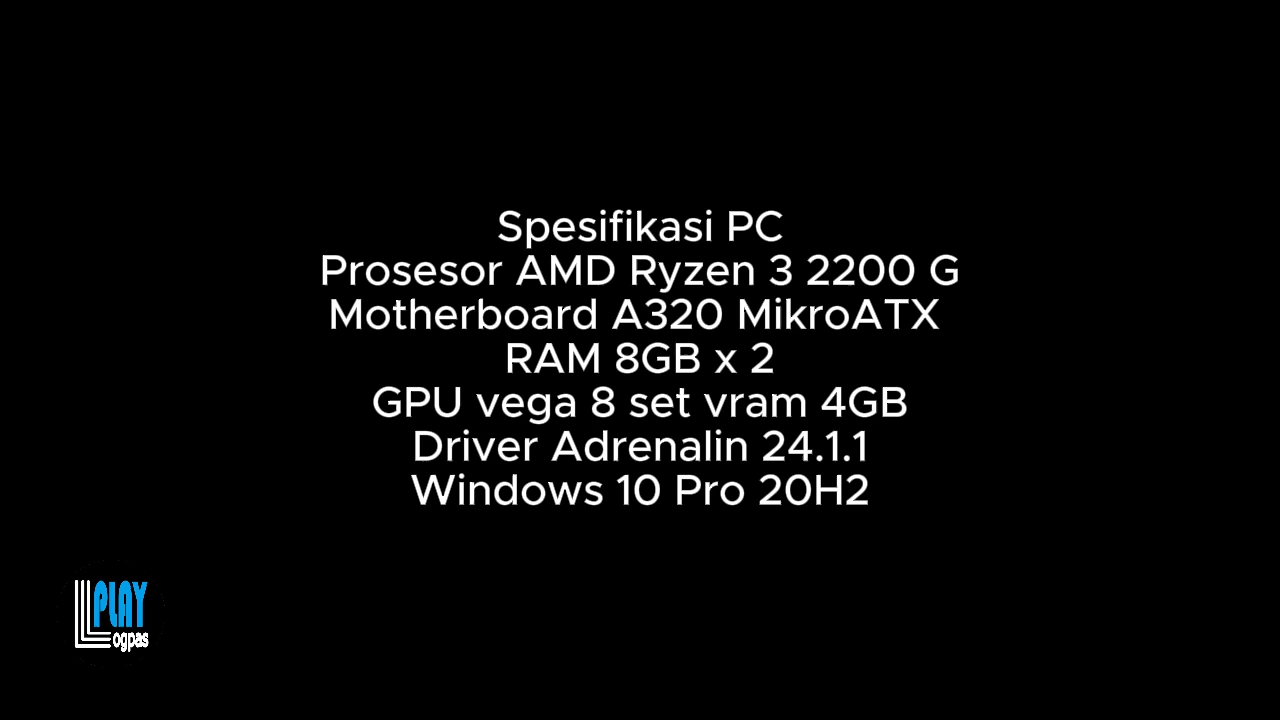 Spesifikasi PC
Prosesor AMD Ryzen 3 2200 G
Motherboard A320 MikroATX
RAM 8GB x 2
GPU vega 8 set vram 4GB
Driver Adrenalin 24.1.1
Windows 10 Pro 20H2
PLAY
ogpas